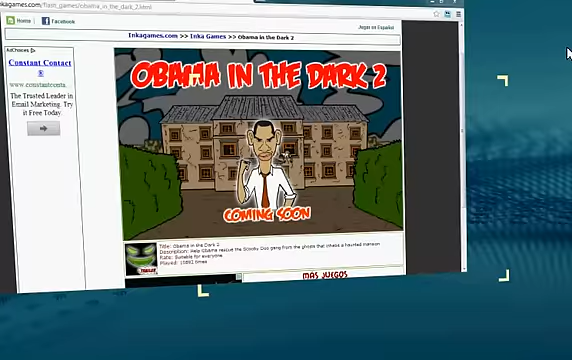 nkagames.com/flash_games/obama_in_the_dark_2.html
Home
Facebook
Jugar en Español
Inkagames.com >> Inka Games >> Obama in the Dark 2
AdChoices
Constant Contact
®
www.constantconta...
The Trusted Leader in
Email Marketing. Try
it Free Today.
OBAMA IN THE DARK 2
COMING SOON
Title: Obama in the Dark 2
Description: Help Obama rescue the Scooby Doo gang from the ghosts that
haunted mansion
Rate: Suitable for everyone
Played:
times
MAS JUEGOS